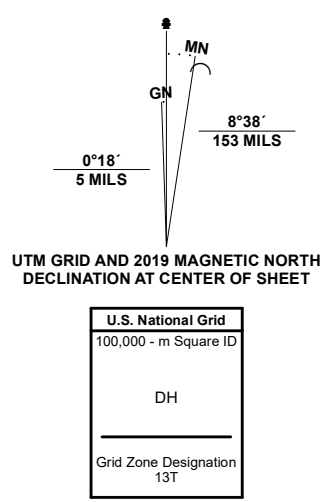 MN
GN
8°38´
153 MILS
0°18´
5 MILS
UTM GRID AND 2019 MAGNETIC NORTH
DECLINATION AT CENTER OF SHEET
U.S. National Grid
100,000 - m Square ID
DH
Grid Zone Designation
13T